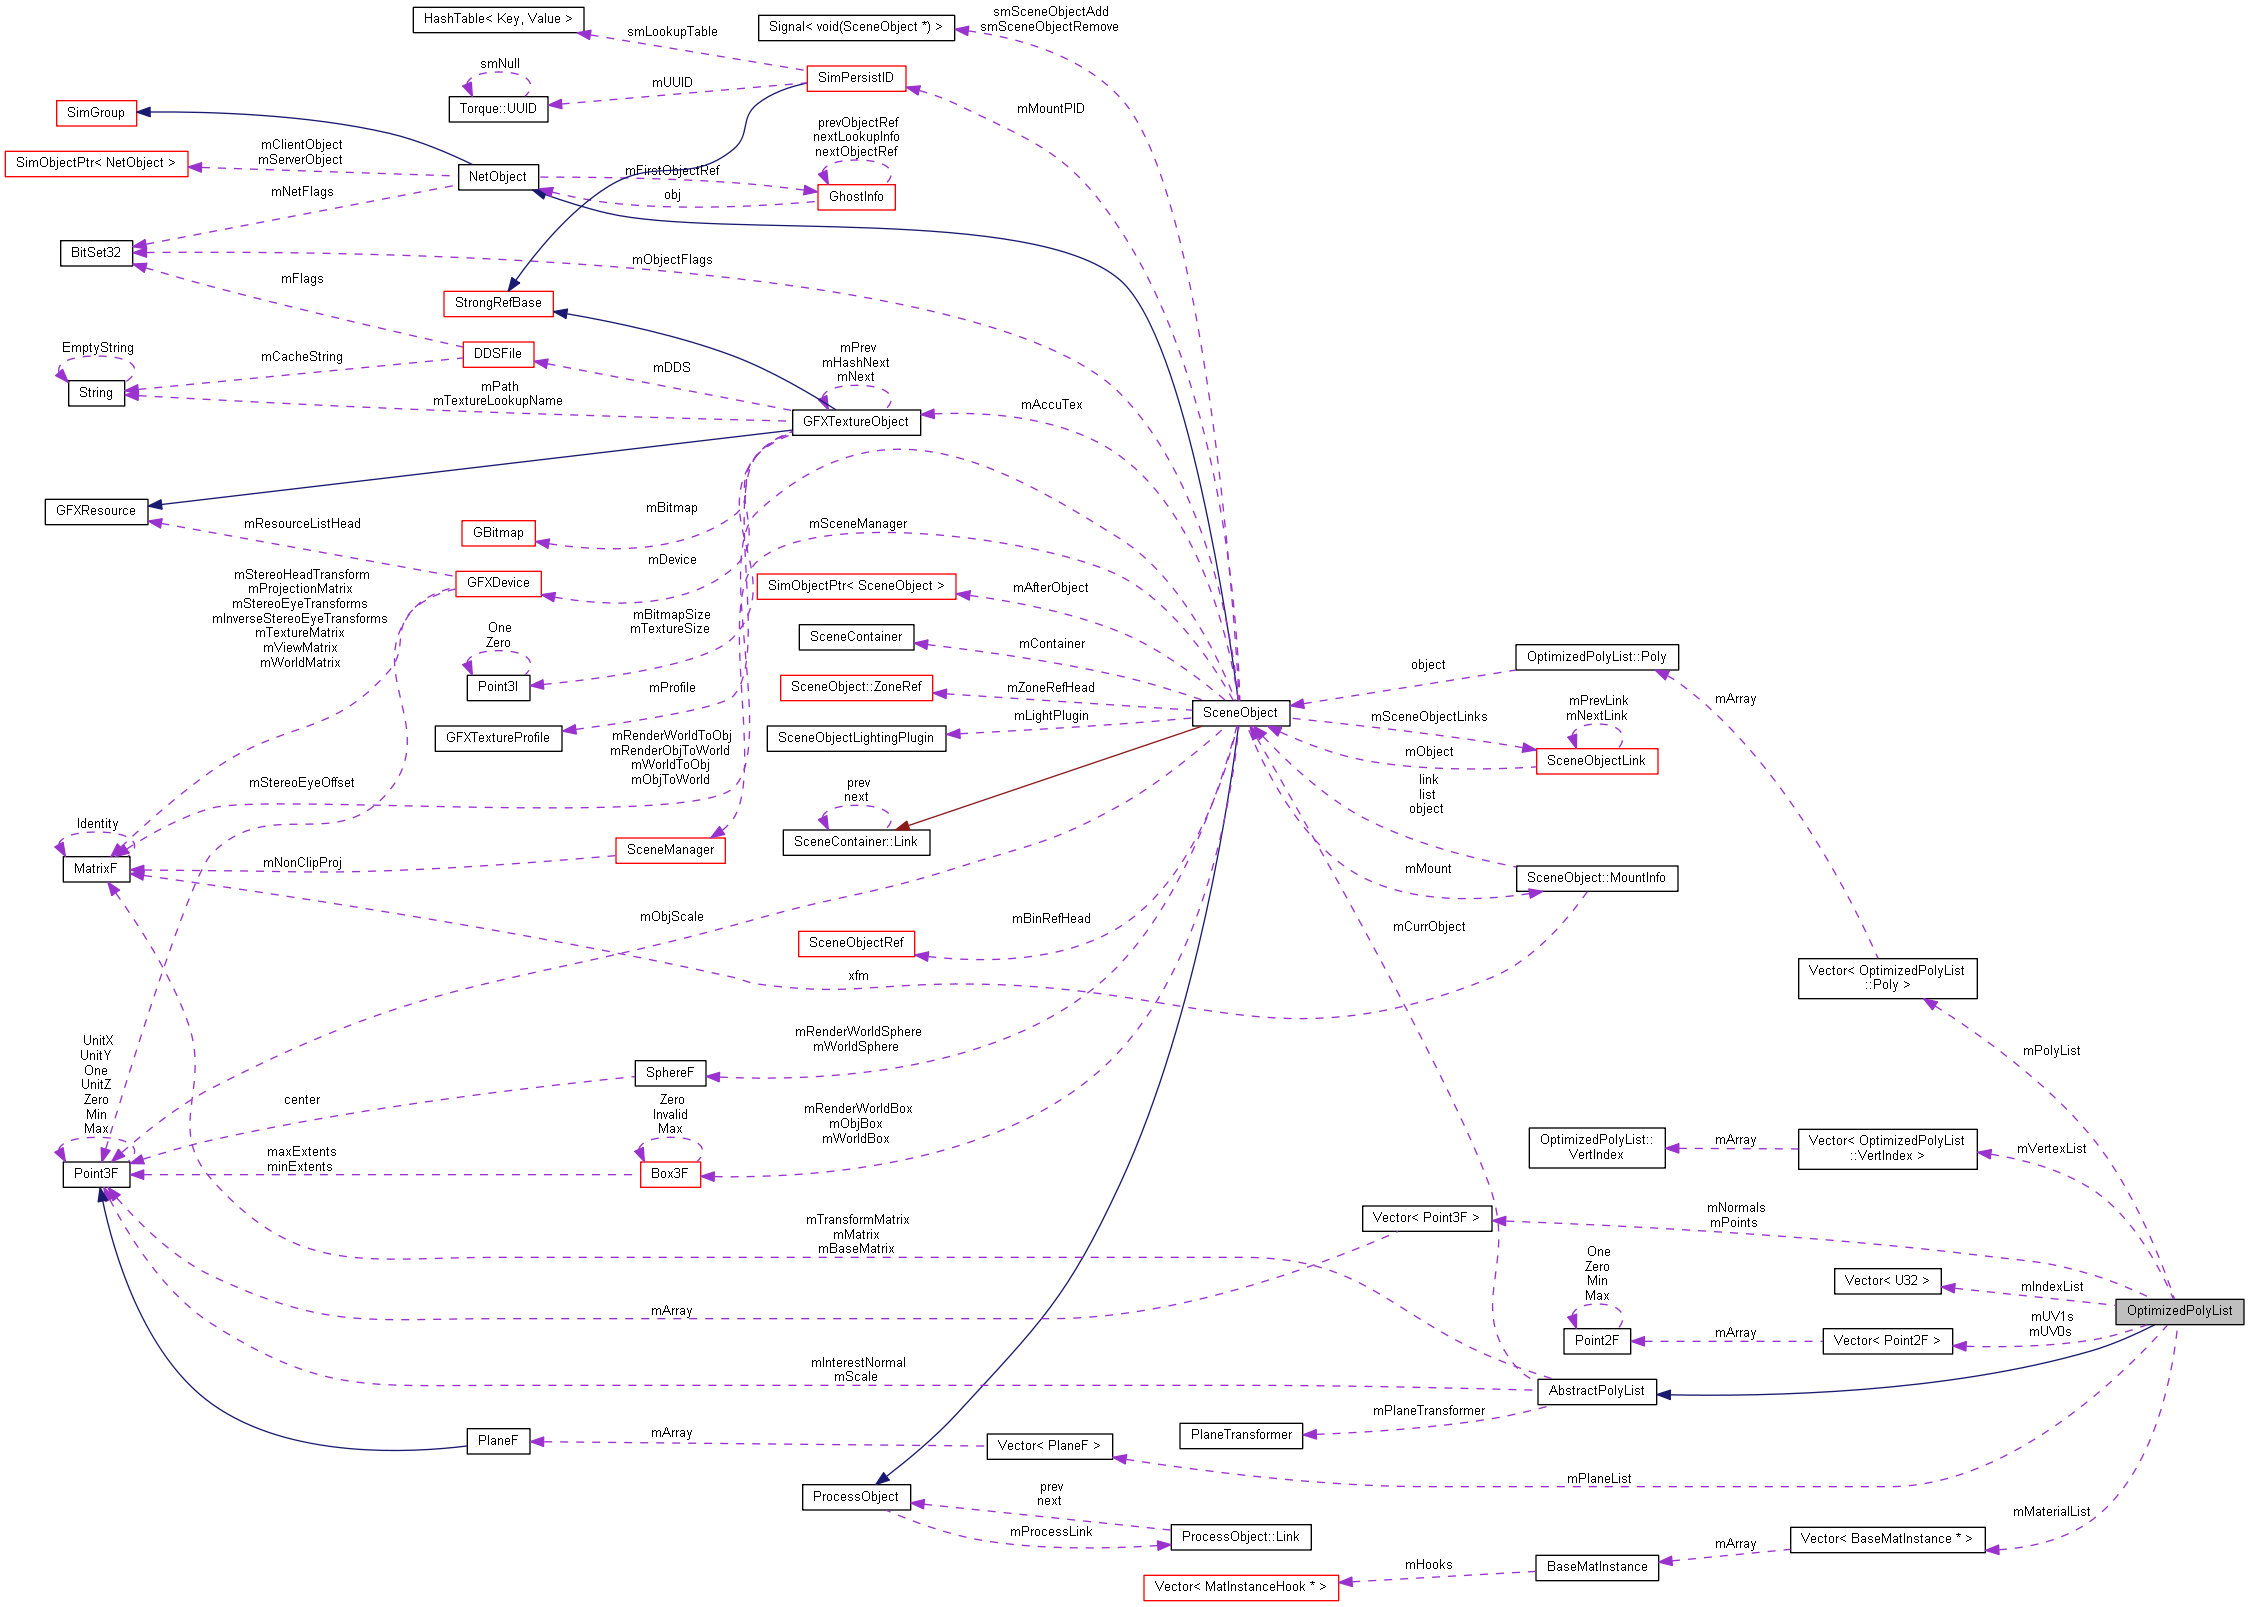 HashTable< Key, Value >
smLookupTable
Signal< void(SceneObject *) >
smSceneObjectAdd
smSceneObjectRemove
smNull
SimPersistID
mUUID
Torque::UUID
mMountPID
SimGroup
mClientObject
mServerObject
prevObjectRef
nextLookupInfo
nextObjectRef
SimObjectPtr< NetObject >
NetObject
mFirstObjectRef
mNetFlags
obj
GhostInfo
BitSet32
mObjectFlags
mFlags
StrongRefBase
EmptyString
mCacheString
DDSFile
mPrev
mHashNext
mNext
mDDS
String
mPath
mTextureLookupName
mAccuTex
GFXTextureObject
GFXResource
mResourceListHead
GBitmap
mBitmap
mSceneManager
mDevice
mStereoHeadTransform
mProjectionMatrix
mStereoEyeTransforms
mInverseStereoEyeTransforms
mTextureMatrix
mViewMatrix
mWorldMatrix
GFXDevice
SimObjectPtr< SceneObject >
mAfterObject
mBitmapSize
mTextureSize
One
Zero
SceneContainer
mContainer
object
OptimizedPolyList::Poly
Point3I
mProfile
SceneObject::ZoneRef
mZoneRefHead
mArray
SceneObject
mPrevLink
mNextLink
mLightPlugin
mSceneObjectLinks
GFXTextureProfile
SceneObjectLightingPlugin
mRenderWorldToObj
mRenderObjToWorld
mWorldToObj
mObjToWorld
mObject
SceneObjectLink
mStereoEyeOffset
prev
next
link
list
object
Identity
SceneContainer::Link
SceneManager
mNonClipProj
MatrixF
mMount
SceneObject::MountInfo
mObjScale
mBinRefHead
mCurrObject
SceneObjectRef
xfm
Vector< OptimizedPolyList
::Poly >
mRenderWorldSphere
mWorldSphere
UnitX
UnitY
One
UnitZ
Zero
Min
Max
mPolyList
SphereF
center
Zero
Invalid
Max
mRenderWorldBox
mObjBox
mWorldBox
OptimizedPolyList::
VertIndex
mArray
Vector< OptimizedPolyList
::VertIndex >
mVertexList
maxExtents
minExtents
Point3F
Box3F
mTransformMatrix
mMatrix
mBaseMatrix
Vector< Point3F >
mNormals
mPoints
One
Zero
Min
Max
Vector< U32 >
mIndexList
mArray
OptimizedPolyList
mUV1s
mUV0s
Point2F
mArray
Vector< Point2F >
mInterestNormal
mScale
AbstractPolyList
mPlaneTransformer
PlaneTransformer
PlaneF
mArray
Vector< PlaneF >
mPlaneList
ProcessObject
prev
next
mProcessLink
ProcessObject::Link
mMaterialList
Vector< BaseMatInstance * >
mArray
BaseMatInstance
mHooks
Vector< MatInstanceHook * >